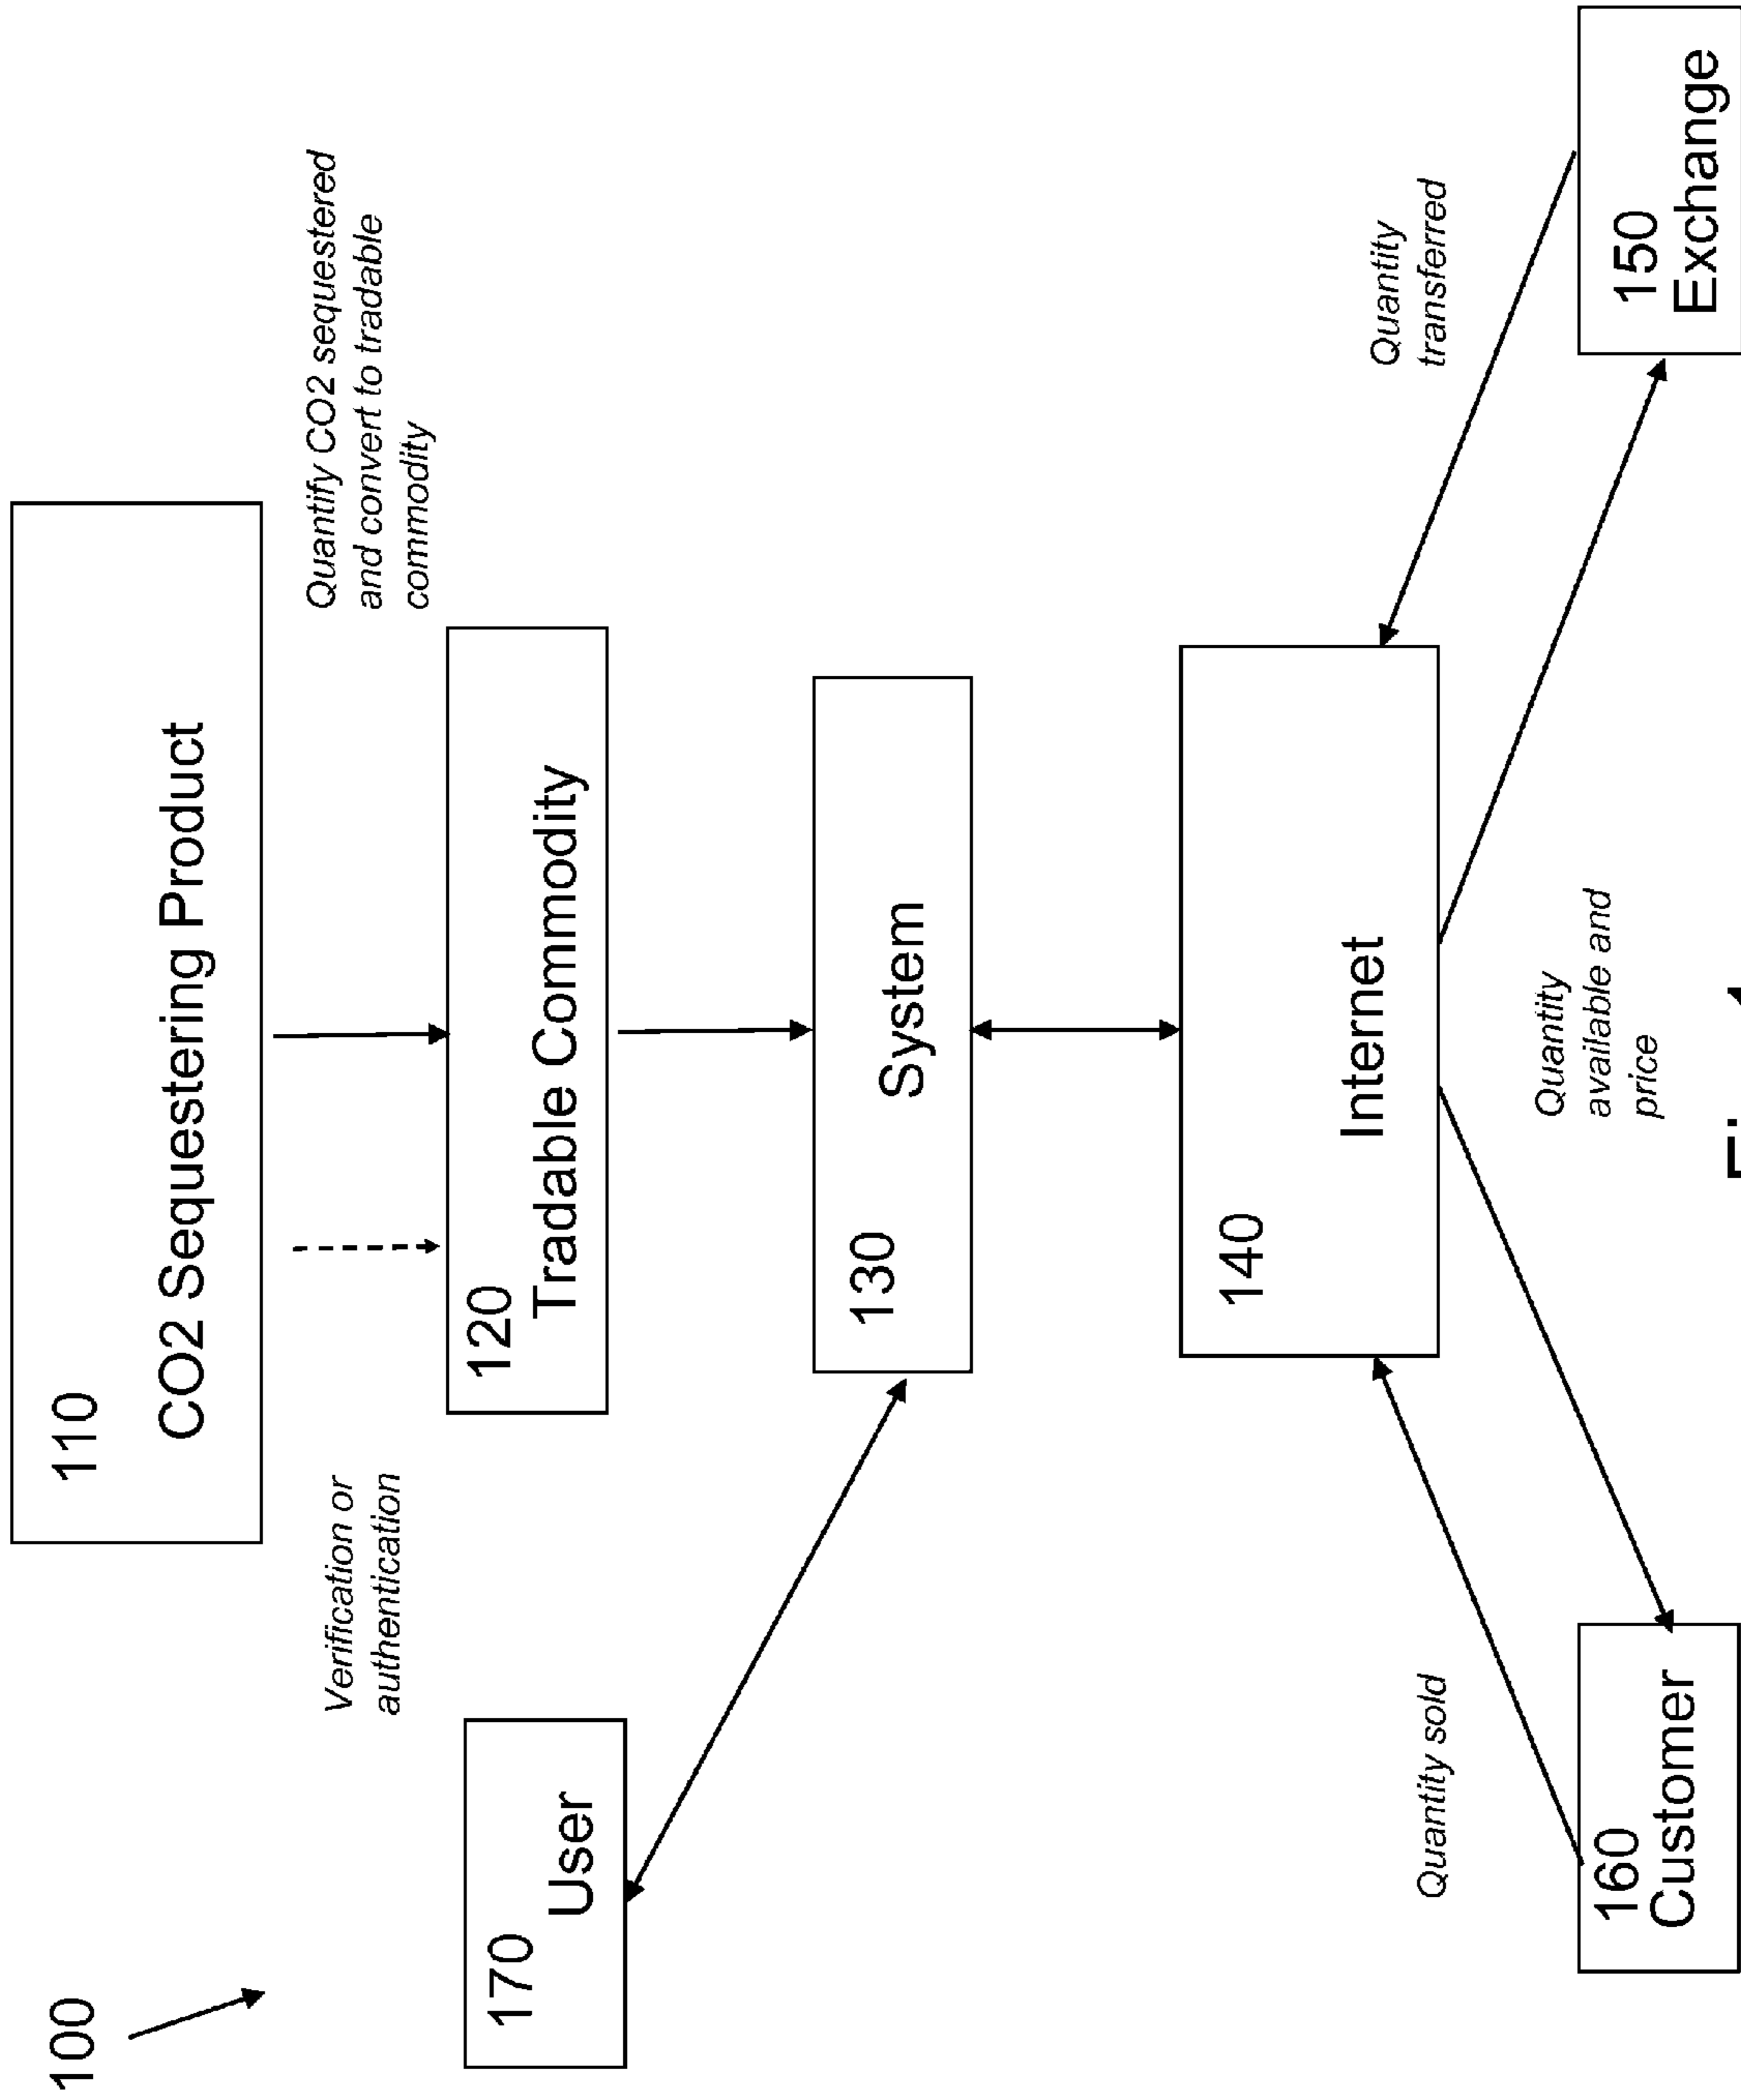 100
110
CO2 Sequestering Product
Verification or
authentication
Quantify CO2 sequestered
and convert to tradable
commodity
170
User
120
Tradable Commodity
130
System
140
Internet
Quantity sold
Quantity
transferred
Quantity
available and
price
160
Customer
150
Exchange